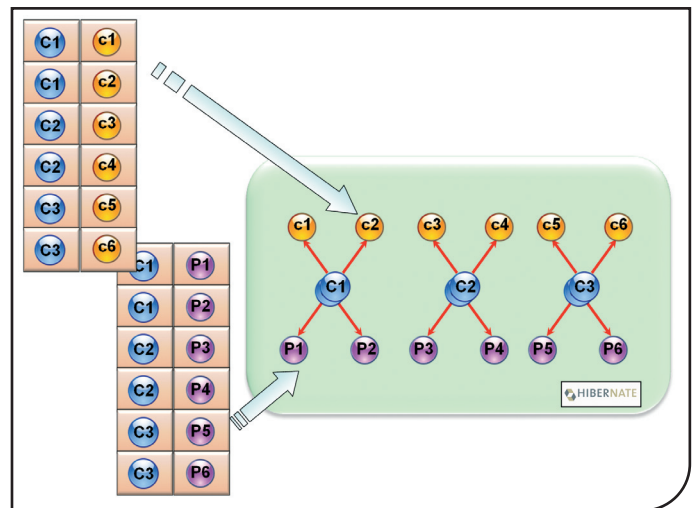 C1 c1
C1 c2
C2 c3
C2 c4
C3 c5
C3 c6
C1 P1
C1 P2
C2 P3
C2 P4
C3 P5
C3 P6
c1 c2 c3 c4 c5 c6
C1 C2 C3
P1 P2 P3 P4 P5 P6
HIBERNATE